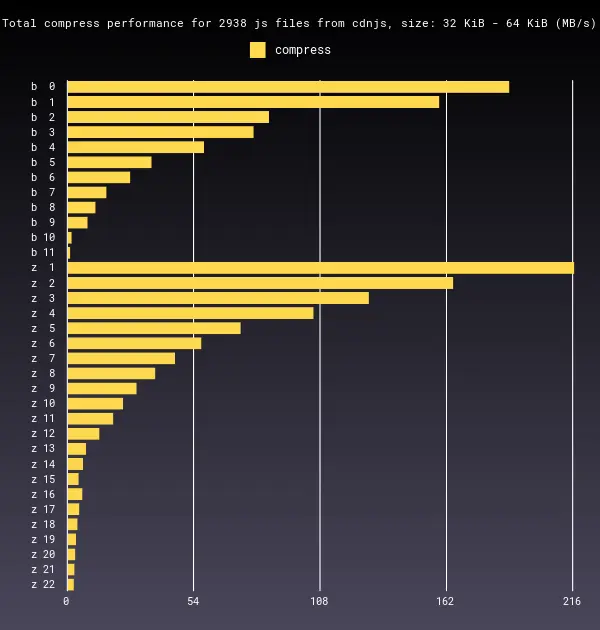 Total compress performance for 2938 js files from cdnjs, size: 32 KiB - 64 KiB (MB/s)
compress
b 0
b 1
b 2
b 3
b 4
b 5
b 6
b 7
b 8
b 9
b 10
b 11
z 1
z 2
z 3
z 4
z 5
z 6
z 7
z 8
z 9
z 10
z 11
z 12
z 13
z 14
z 15
z 16
z 17
z 18
z 19
z 20
z 21
z 22
0 54 108 162 216